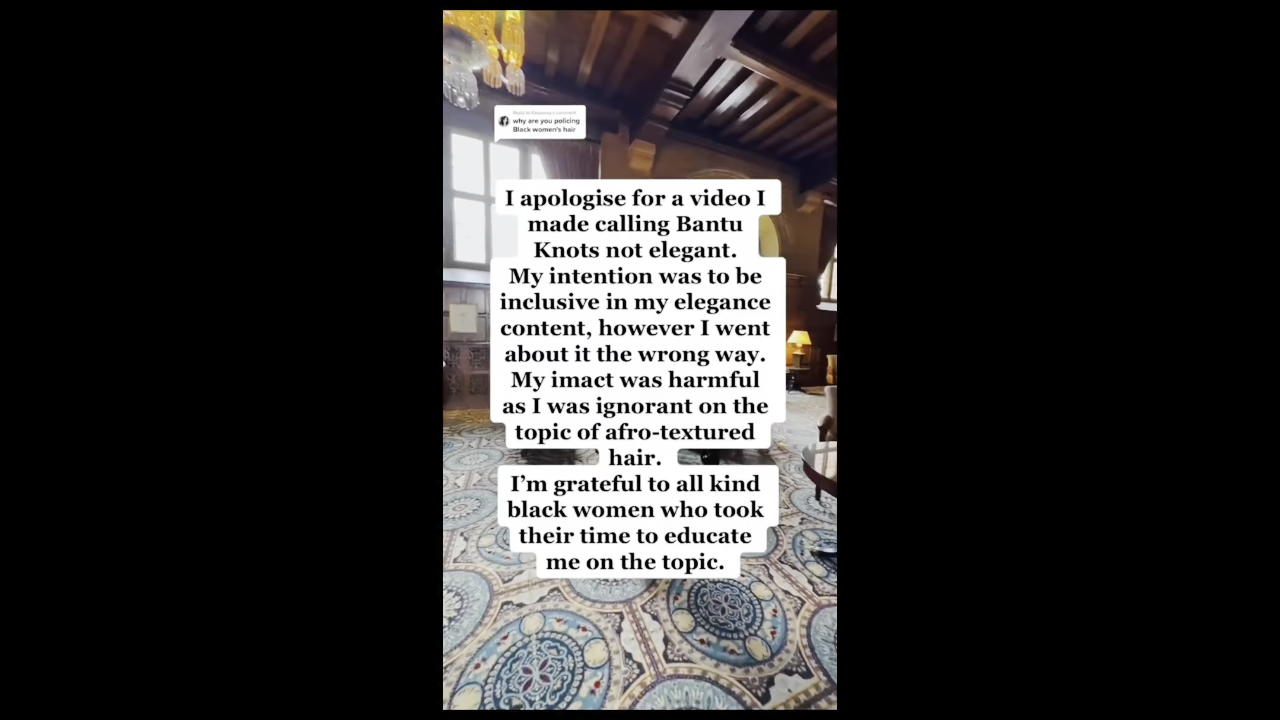 why are you policing
Black women's hair
I apologise for a video I
made calling Bantu
Knots not elegant.
My intention was to be
inclusive in my elegance
content, however I went
about it the wrong way.
My imact was harmful
as I was ignorant on the
topic of afro-textured
hair.
I'm grateful to all kind
black women who took
their time to educate
me on the topic.